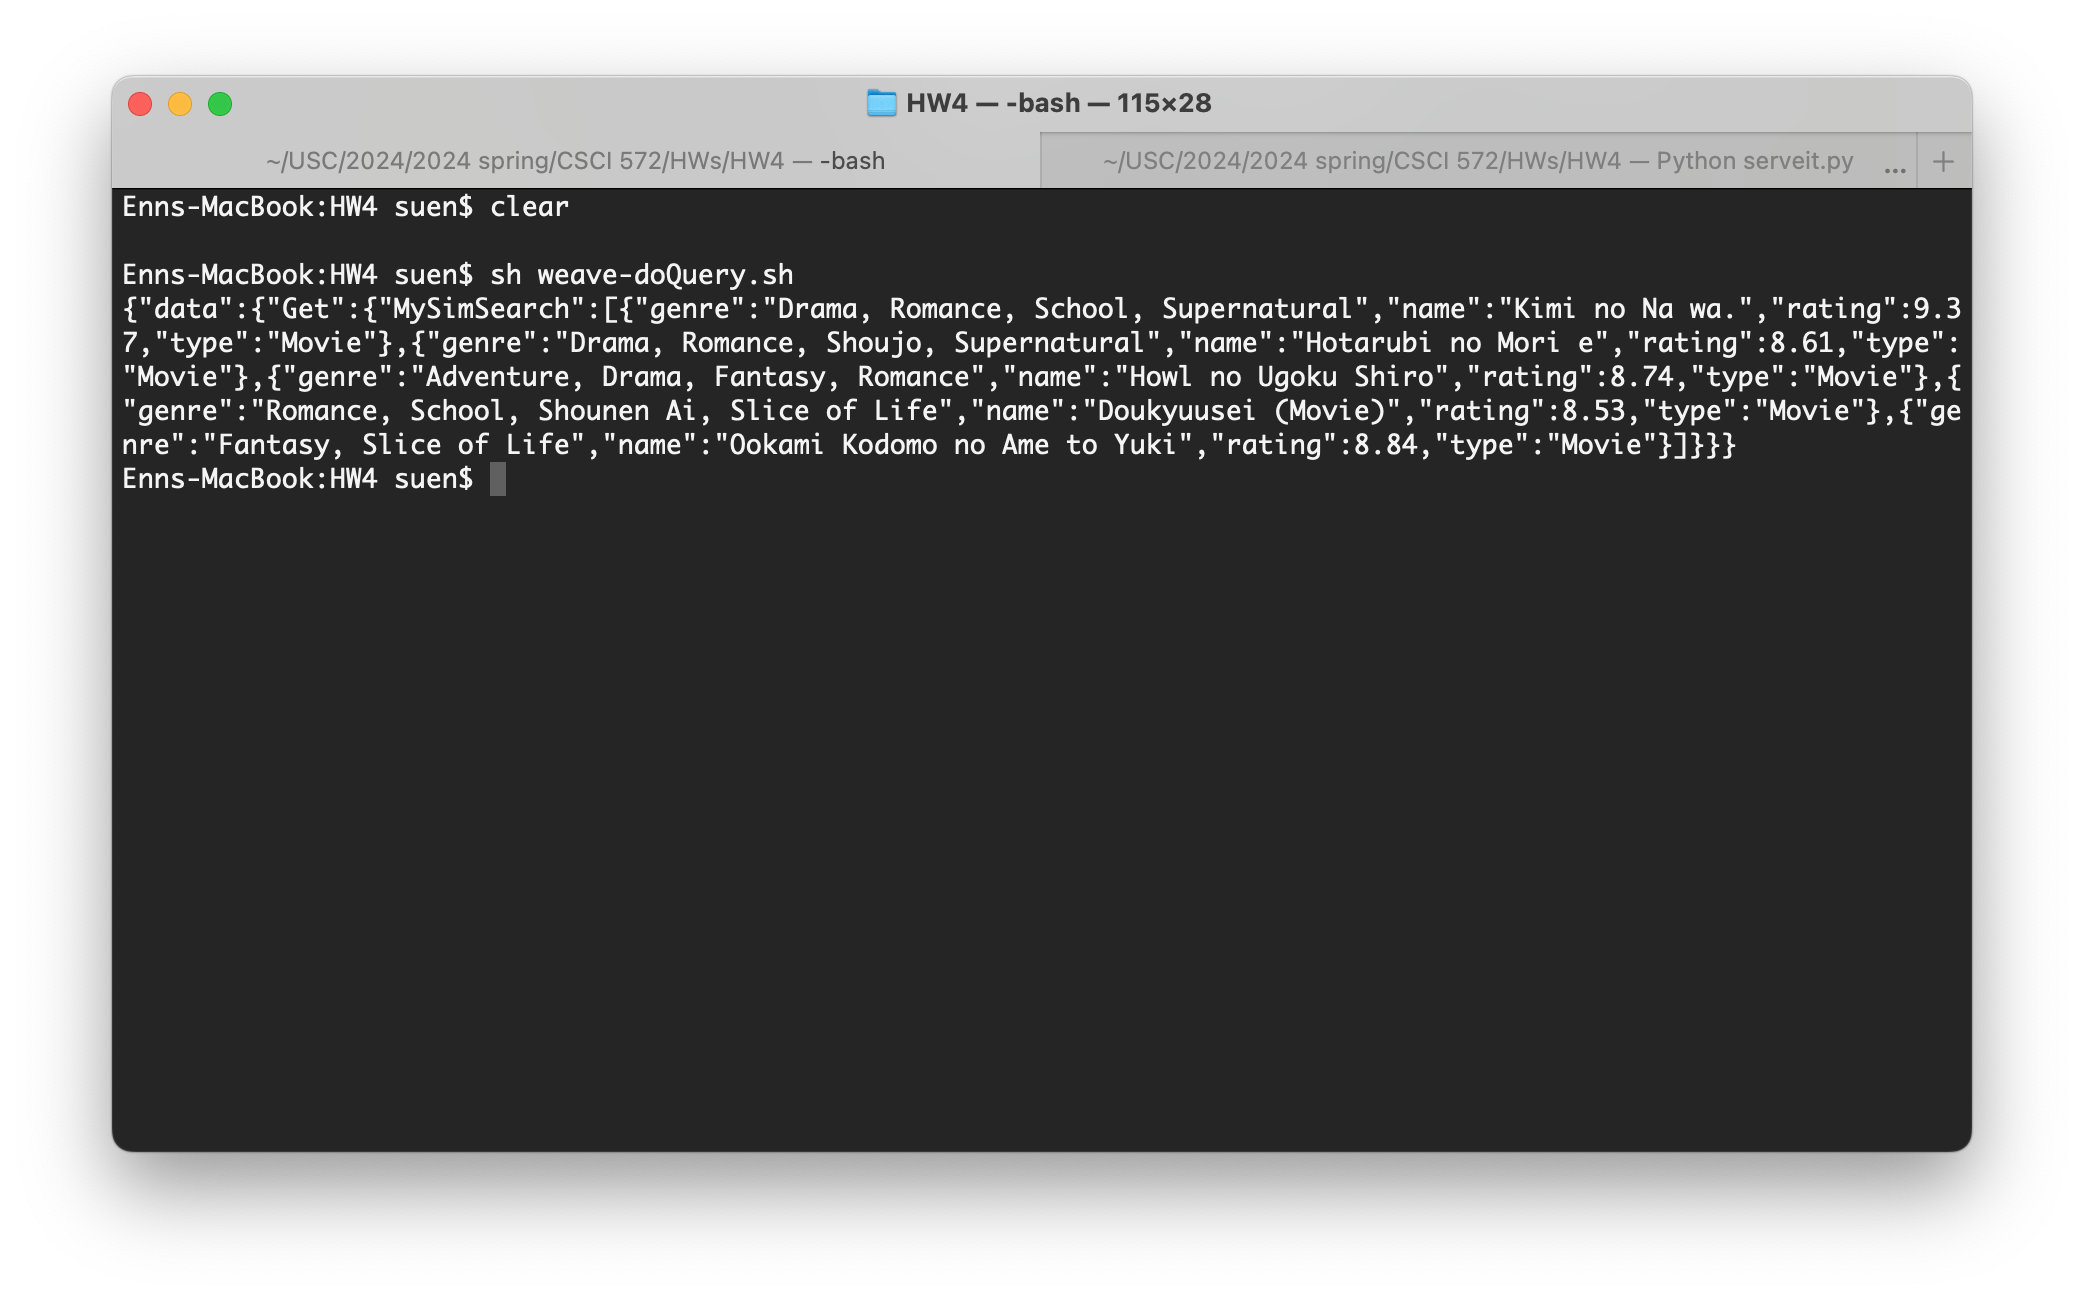 HW4 — -bash — 115×28
~/USC/2024/2024 spring/CSCI 572/HWs/HW4 — -bash
~/USC/2024/2024 spring/CSCI 572/HWs/HW4 — Python serveit.py ... +
Enns-MacBook:HW4 suen$ clear
Enns-MacBook:HW4 suen$ sh weave-doQuery.sh
{"data":{"Get":{"MySimSearch":[{"genre":"Drama, Romance, School, Supernatural","name":"Kimi no Na wa.","rating":9.3
7,"type":"Movie"},{"genre":"Drama, Romance, Shoujo, Supernatural","name":"Hotarubi no Mori e","rating":8.61,"type":
"Movie"},{"genre":"Adventure, Drama, Fantasy, Romance","name":"Howl no Ugoku Shiro","rating":8.74,"type":"Movie"},{
"genre":"Romance, School, Shounen Ai, Slice of Life","name":"Doukyuusei (Movie)","rating":8.53,"type":"Movie"},{"ge
nre":"Fantasy, Slice of Life","name":"Ookami Kodomo no Ame to Yuki","rating":8.84,"type":"Movie"}]}}}
Enns-MacBook:HW4 suen$